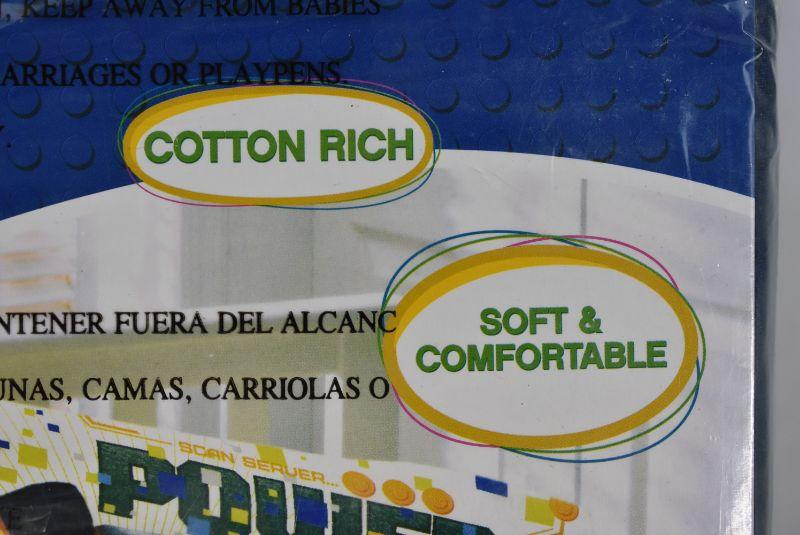 KEEP AWAY FROM BABIES
ARRIAGES OR PLAYPENS.
COTTON RICH
NTENER FUERA DEL ALCANC
SOFT &
COMFORTABLE
UNAS, CAMAS, CARRIOLAS O
SCAN SERVER...
POWER